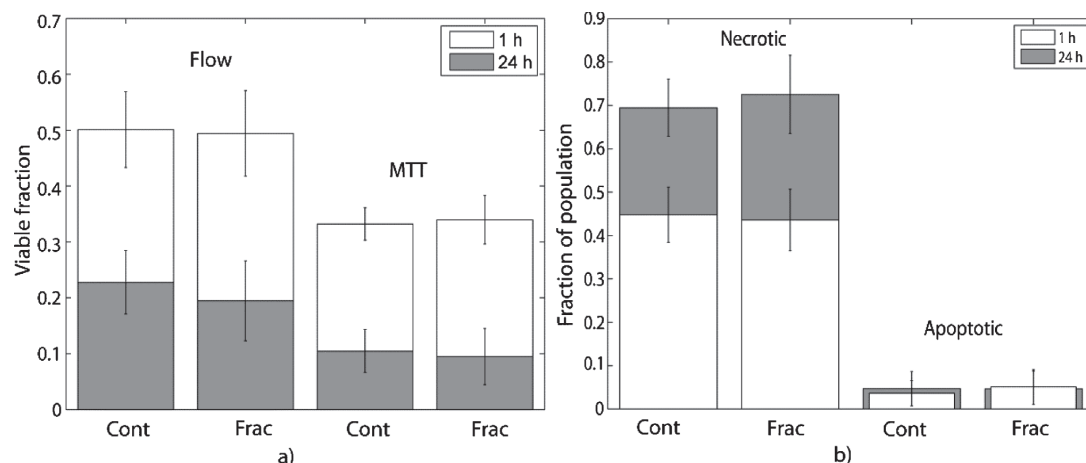 0.7
0.6
0.5
0.4
0.3
0.2
0.1
0
Viable fraction
Flow
MTT
1 h
24 h
Cont Frac Cont Frac
a)
0.9
0.8
0.7
0.6
0.5
0.4
0.3
0.2
0.1
0
Fraction of population
Necrotic
Apoptotic
1 h
24 h
Cont Frac Cont Frac
b)